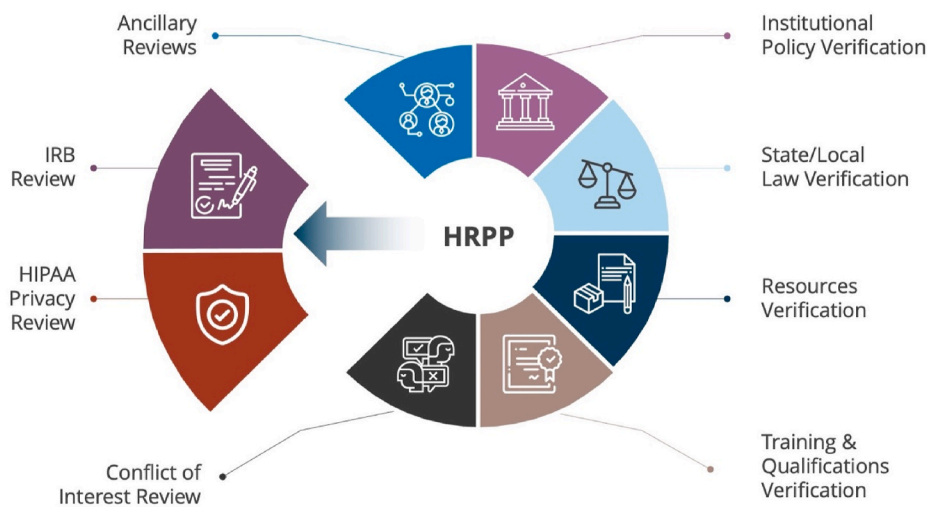 Ancillary
Reviews
Institutional
Policy Verification
IRB
Review
State/Local
Law Verification
HRPP
HIPAA
Privacy
Review
Resources
Verification
Conflict of
Interest Review
Training &
Qualifications
Verification